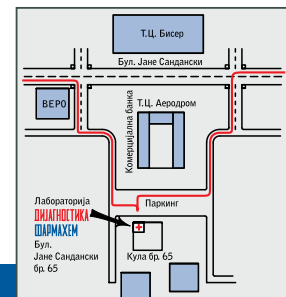 Т.Ц. Бисер
Бул. Јане Сандански
ВЕРО
Комерцијална банка
Т.Ц. Аеродром
Паркинг
Лабораторија
ДИЈАГНОСТИКА
ФАРМАХЕМ
Бул.
Јане Сандански
бр. 65
Кула бр. 65